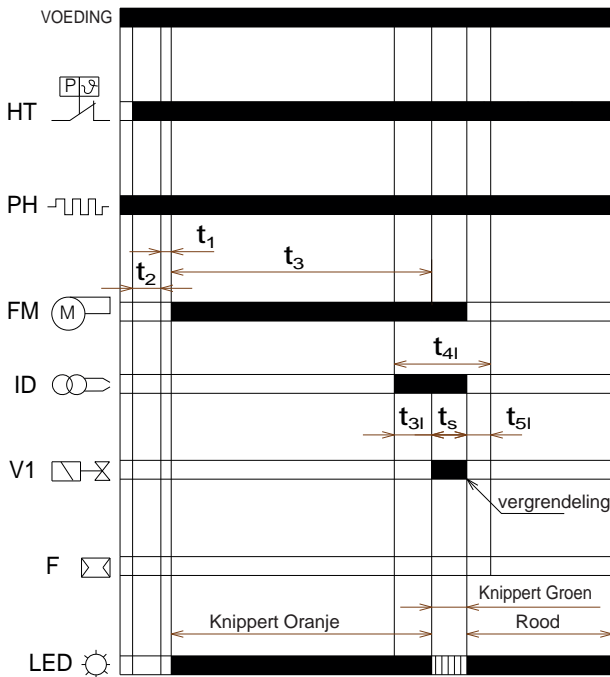 VOEDING
P ϑ
HT
PH
t1
t3
t2
FM M
t4l
ID
t3l ts t5l
V1
vergrendeling
F
Knippert Groen
Knippert Oranje Rood
LED